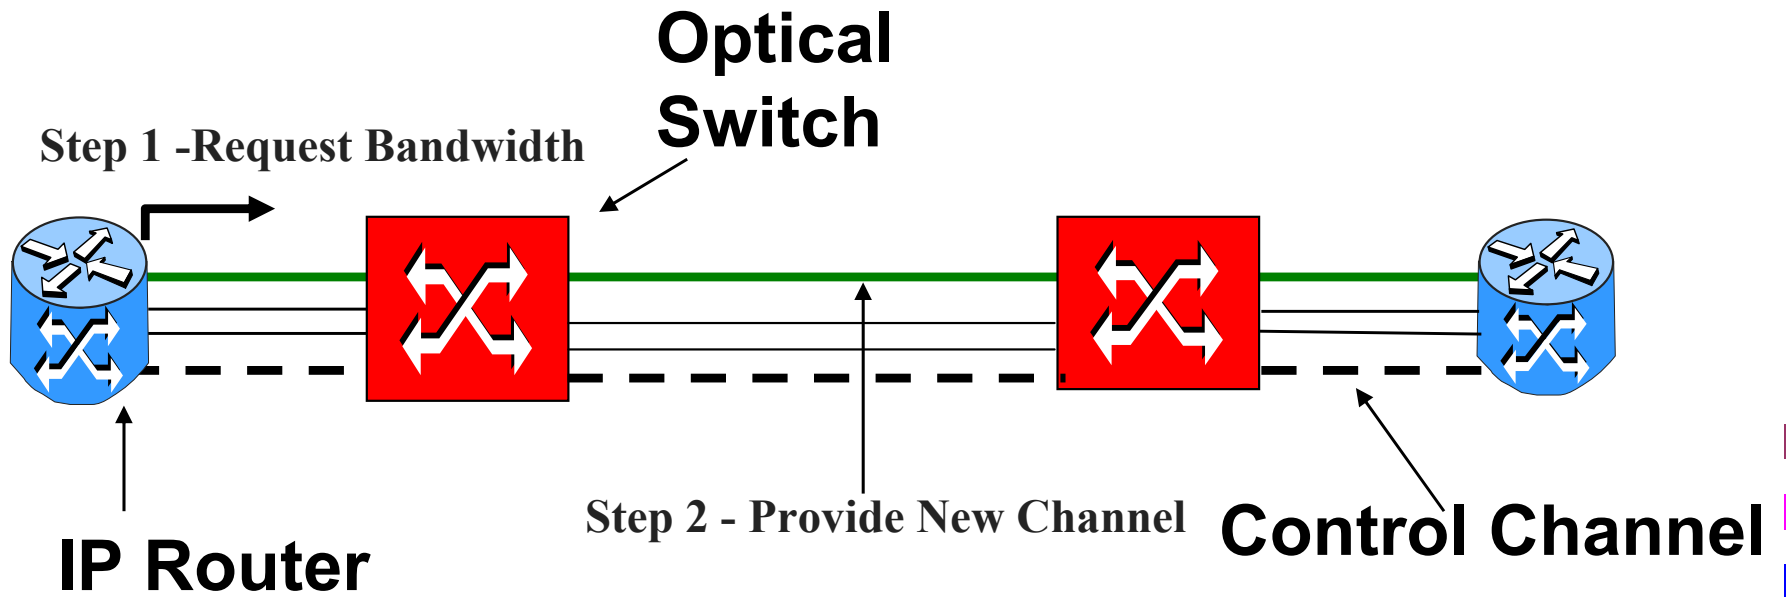 Optical
Switch
Step 1 -Request Bandwidth
Step 2 - Provide New Channel
Control Channel
IP Router